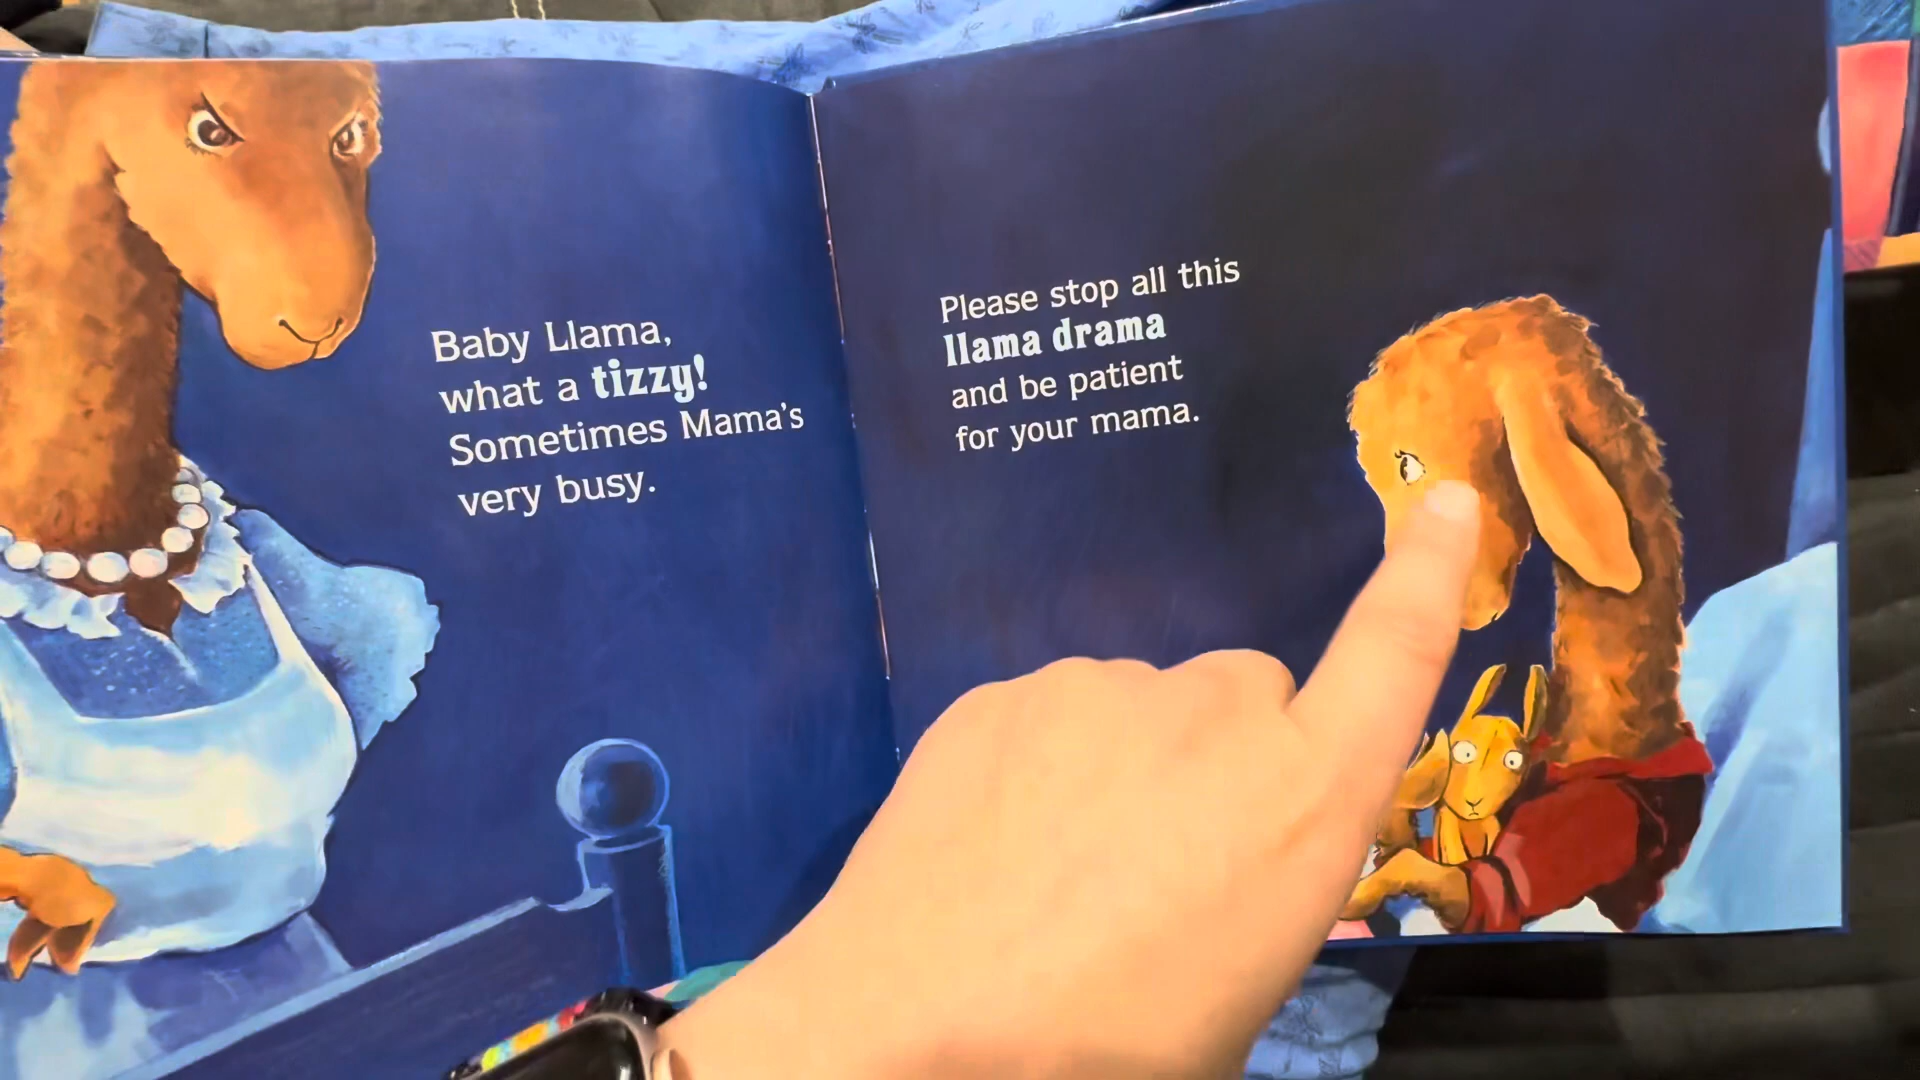 Baby Llama,
what a tizzy!
Sometimes Mama's
very busy.
Please stop all this
llama drama
and be patient
for your mama.